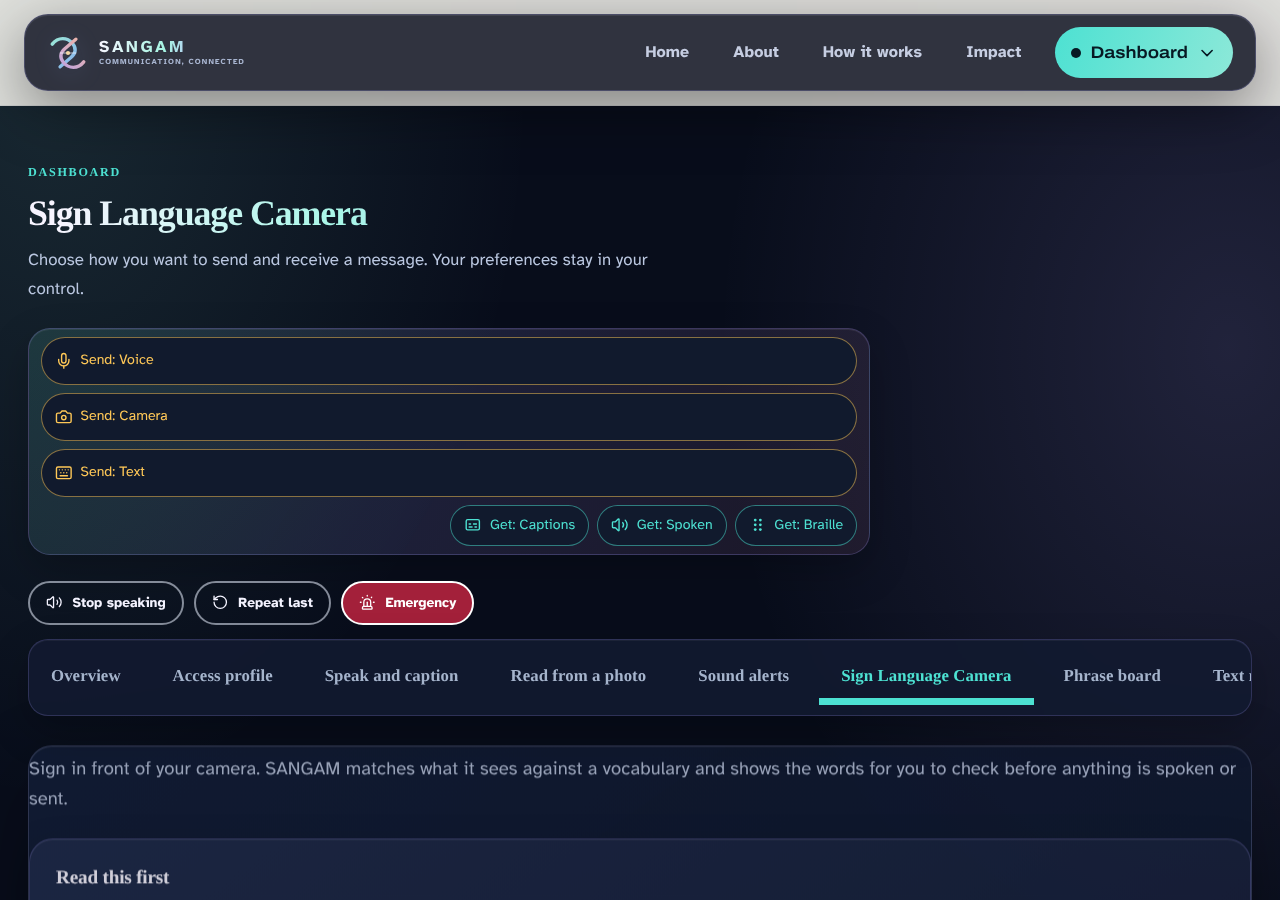 SANGAM
COMMUNICATION, CONNECTED
Home
About
How it works
Impact
Dashboard
DASHBOARD
Sign Language Camera
Choose how you want to send and receive a message. Your preferences stay in your
control.
Send: Voice
Send: Camera
Send: Text
Get: Captions
Get: Spoken
Get: Braille
Stop speaking
Repeat last
Emergency
Overview
Access profile
Speak and caption
Read from a photo
Sound alerts
Sign Language Camera
Phrase board
Text
Sign in front of your camera. SANGAM matches what it sees against a vocabulary and shows the words for you to check before anything is spoken or
sent.
Read this first